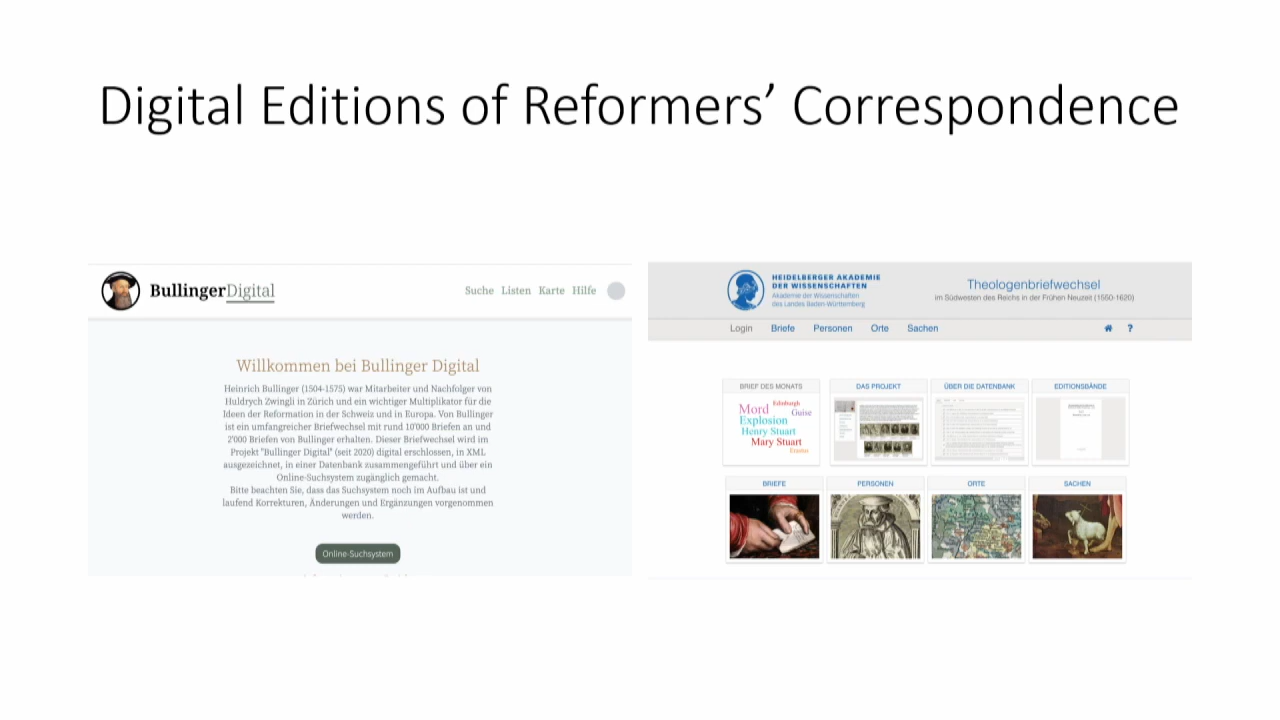 Digital Editions of Reformers’ Correspondence
BullingerDigital
Suche Listen Karte Hilfe
Willkommen bei Bullinger Digital
Heinrich Bullinger (1504-1575) war Mitarbeiter und Nachfolger von
Huldrych Zwingli in Zürich und ein wichtiger Multiplikator für die
Ideen der Reformation in der Schweiz und in Europa. Von Bullinger
ist ein umfangreicher Briefwechsel mit rund 10'000 Briefen an und
2'000 Briefen von Bullinger erhalten. Dieser Briefwechsel wird im
Projekt "Bullinger Digital" (seit 2020) digital erschlossen, in XML
ausgezeichnet, in einer Datenbank zusammengeführt und über ein
Online-Suchsystem zugänglich gemacht.
Bitte beachten Sie, dass das Suchsystem noch im Aufbau ist und
laufend Korrekturen, Änderungen und Ergänzungen vorgenommen
werden.
Online-Suchsystem
HEIDELBERGER AKADEMIE
DER WISSENSCHAFTEN
Akademie der Wissenschaften
des Landes Baden-Württemberg
Theologenbriefwechsel
im Südwesten des Reichs in der Frühen Neuzeit (1550-1620)
Login Briefe Personen Orte Sachen ?
BRIEF DES MONATS DAS PROJEKT ÜBER DIE DATENBANK EDITIONSBÄNDE
Edinburgh
Mord Guise
Explosion
Henry Stuart
Mary Stuart
Erastus
BRIEFE PERSONEN ORTE SACHEN